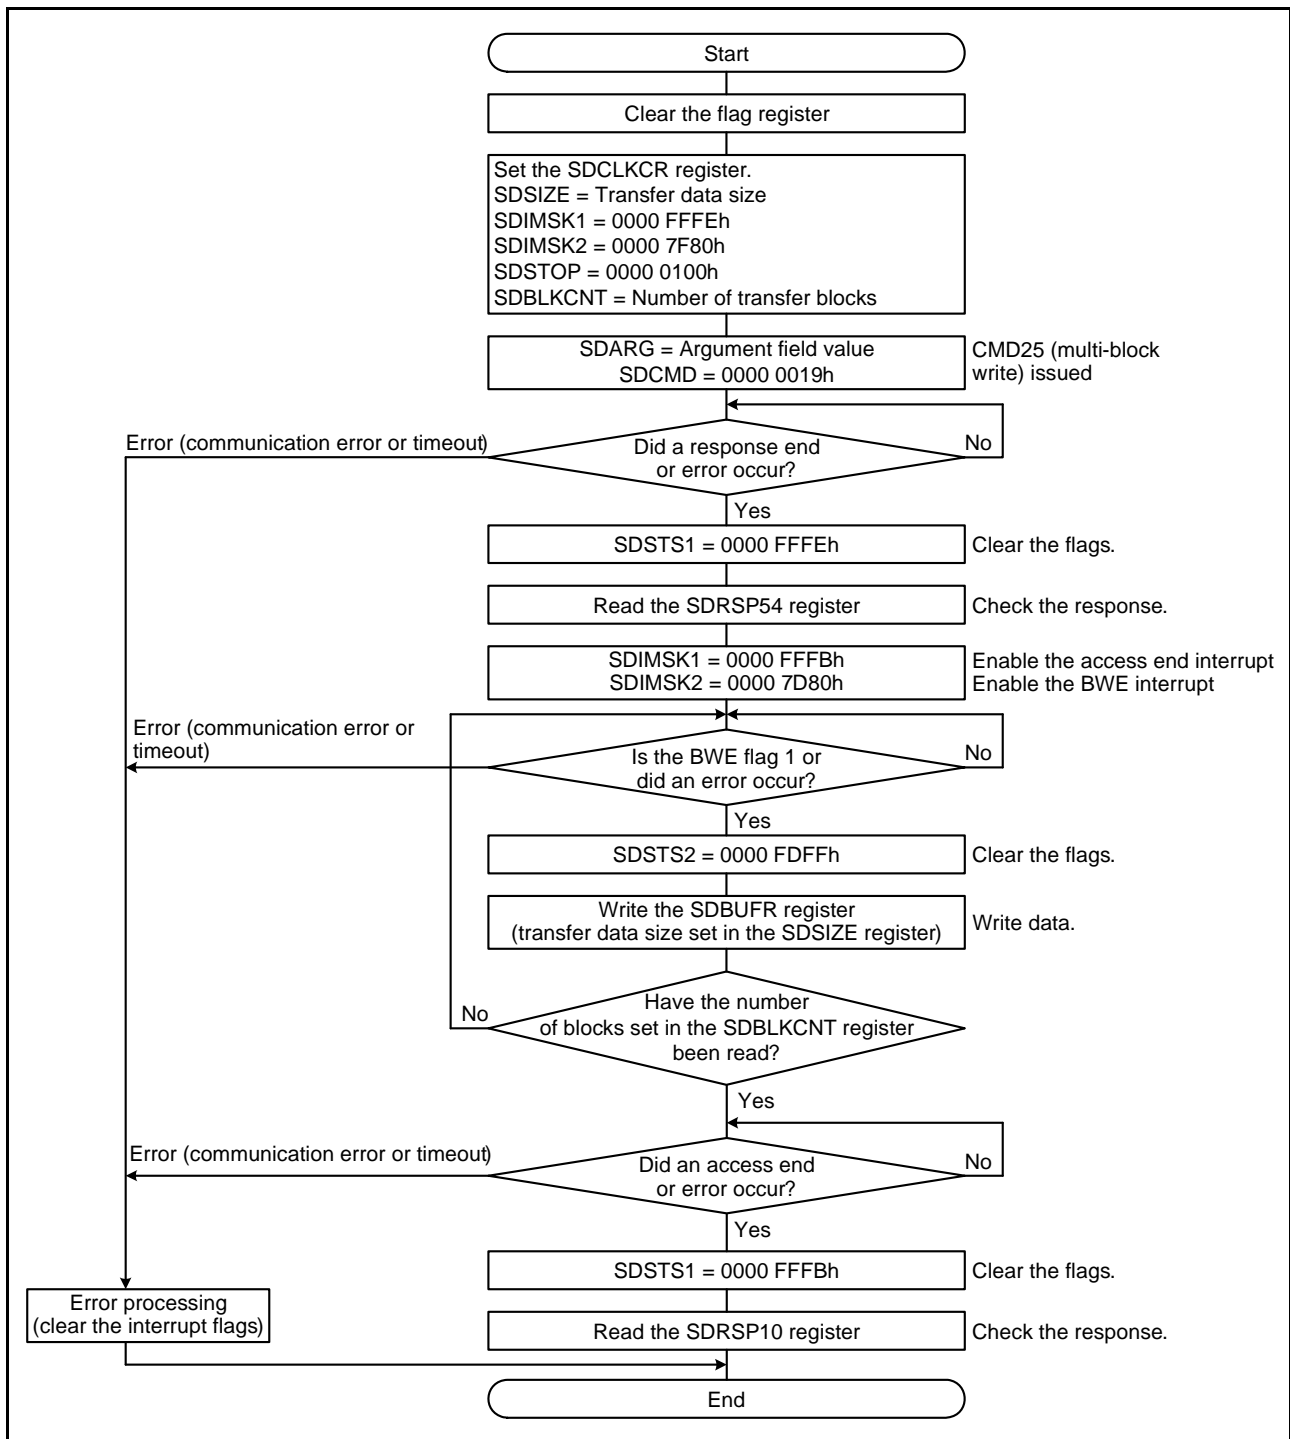 Start
Clear the flag register
Set the SDCLKCR register.
SDSIZE = Transfer data size
SDIMSK1 = 0000 FFFEh
SDIMSK2 = 0000 7F80h
SDSTOP = 0000 0100h
SDBLKCNT = Number of transfer blocks
SDARG = Argument field value
SDCMD = 0000 0019h
CMD25 (multi-block
write) issued
Error (communication error or timeout)
Did a response end
or error occur?
No
Yes
SDSTS1 = 0000 FFFEh
Clear the flags.
Read the SDRSP54 register
Check the response.
SDIMSK1 = 0000 FFFBh
SDIMSK2 = 0000 7D80h
Enable the access end interrupt
Enable the BWE interrupt
Error (communication error or
timeout)
Is the BWE flag 1 or
did an error occur?
No
Yes
SDSTS2 = 0000 FDFFh
Clear the flags.
Write the SDBUFR register
(transfer data size set in the SDSIZE register)
Write data.
No
Have the number
of blocks set in the SDBLKCNT register
been read?
Yes
Error (communication error or timeout)
Did an access end
or error occur?
No
Yes
SDSTS1 = 0000 FFFBh
Clear the flags.
Error processing
(clear the interrupt flags)
Read the SDRSP10 register
Check the response.
End